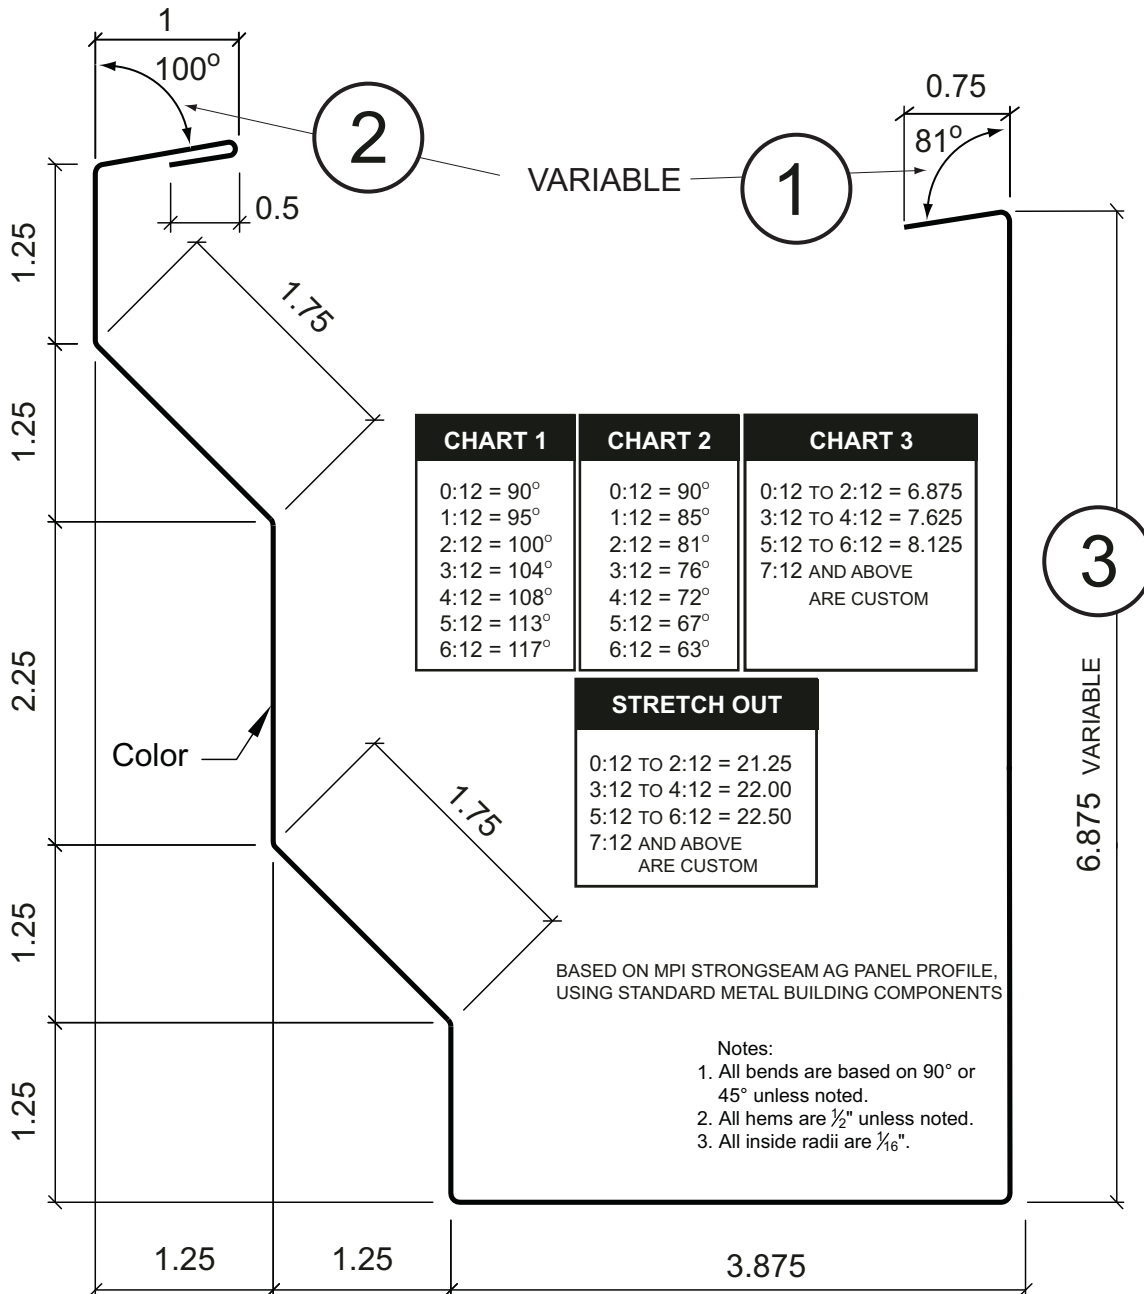 1
100°
2
0.5
VARIABLE
1
0.75
81°
1.25
1.75
1.25
CHART 1
0:12 = 90°
1:12 = 95°
2:12 = 100°
3:12 = 104°
4:12 = 108°
5:12 = 113°
6:12 = 117°
CHART 2
0:12 = 90°
1:12 = 85°
2:12 = 81°
3:12 = 76°
4:12 = 72°
5:12 = 67°
6:12 = 63°
CHART 3
0:12 TO 2:12 = 6.875
3:12 TO 4:12 = 7.625
5:12 TO 6:12 = 8.125
7:12 AND ABOVE
ARE CUSTOM
3
6.875 VARIABLE
2.25
Color
STRETCH OUT
0:12 TO 2:12 = 21.25
3:12 TO 4:12 = 22.00
5:12 TO 6:12 = 22.50
7:12 AND ABOVE
ARE CUSTOM
1.75
1.25
BASED ON MPI STRONGSEAM AG PANEL PROFILE,
USING STANDARD METAL BUILDING COMPONENTS
1.25
Notes:
1. All bends are based on 90° or
45° unless noted.
2. All hems are ½" unless noted.
3. All inside radii are 1⁄16".
1.25
1.25
3.875